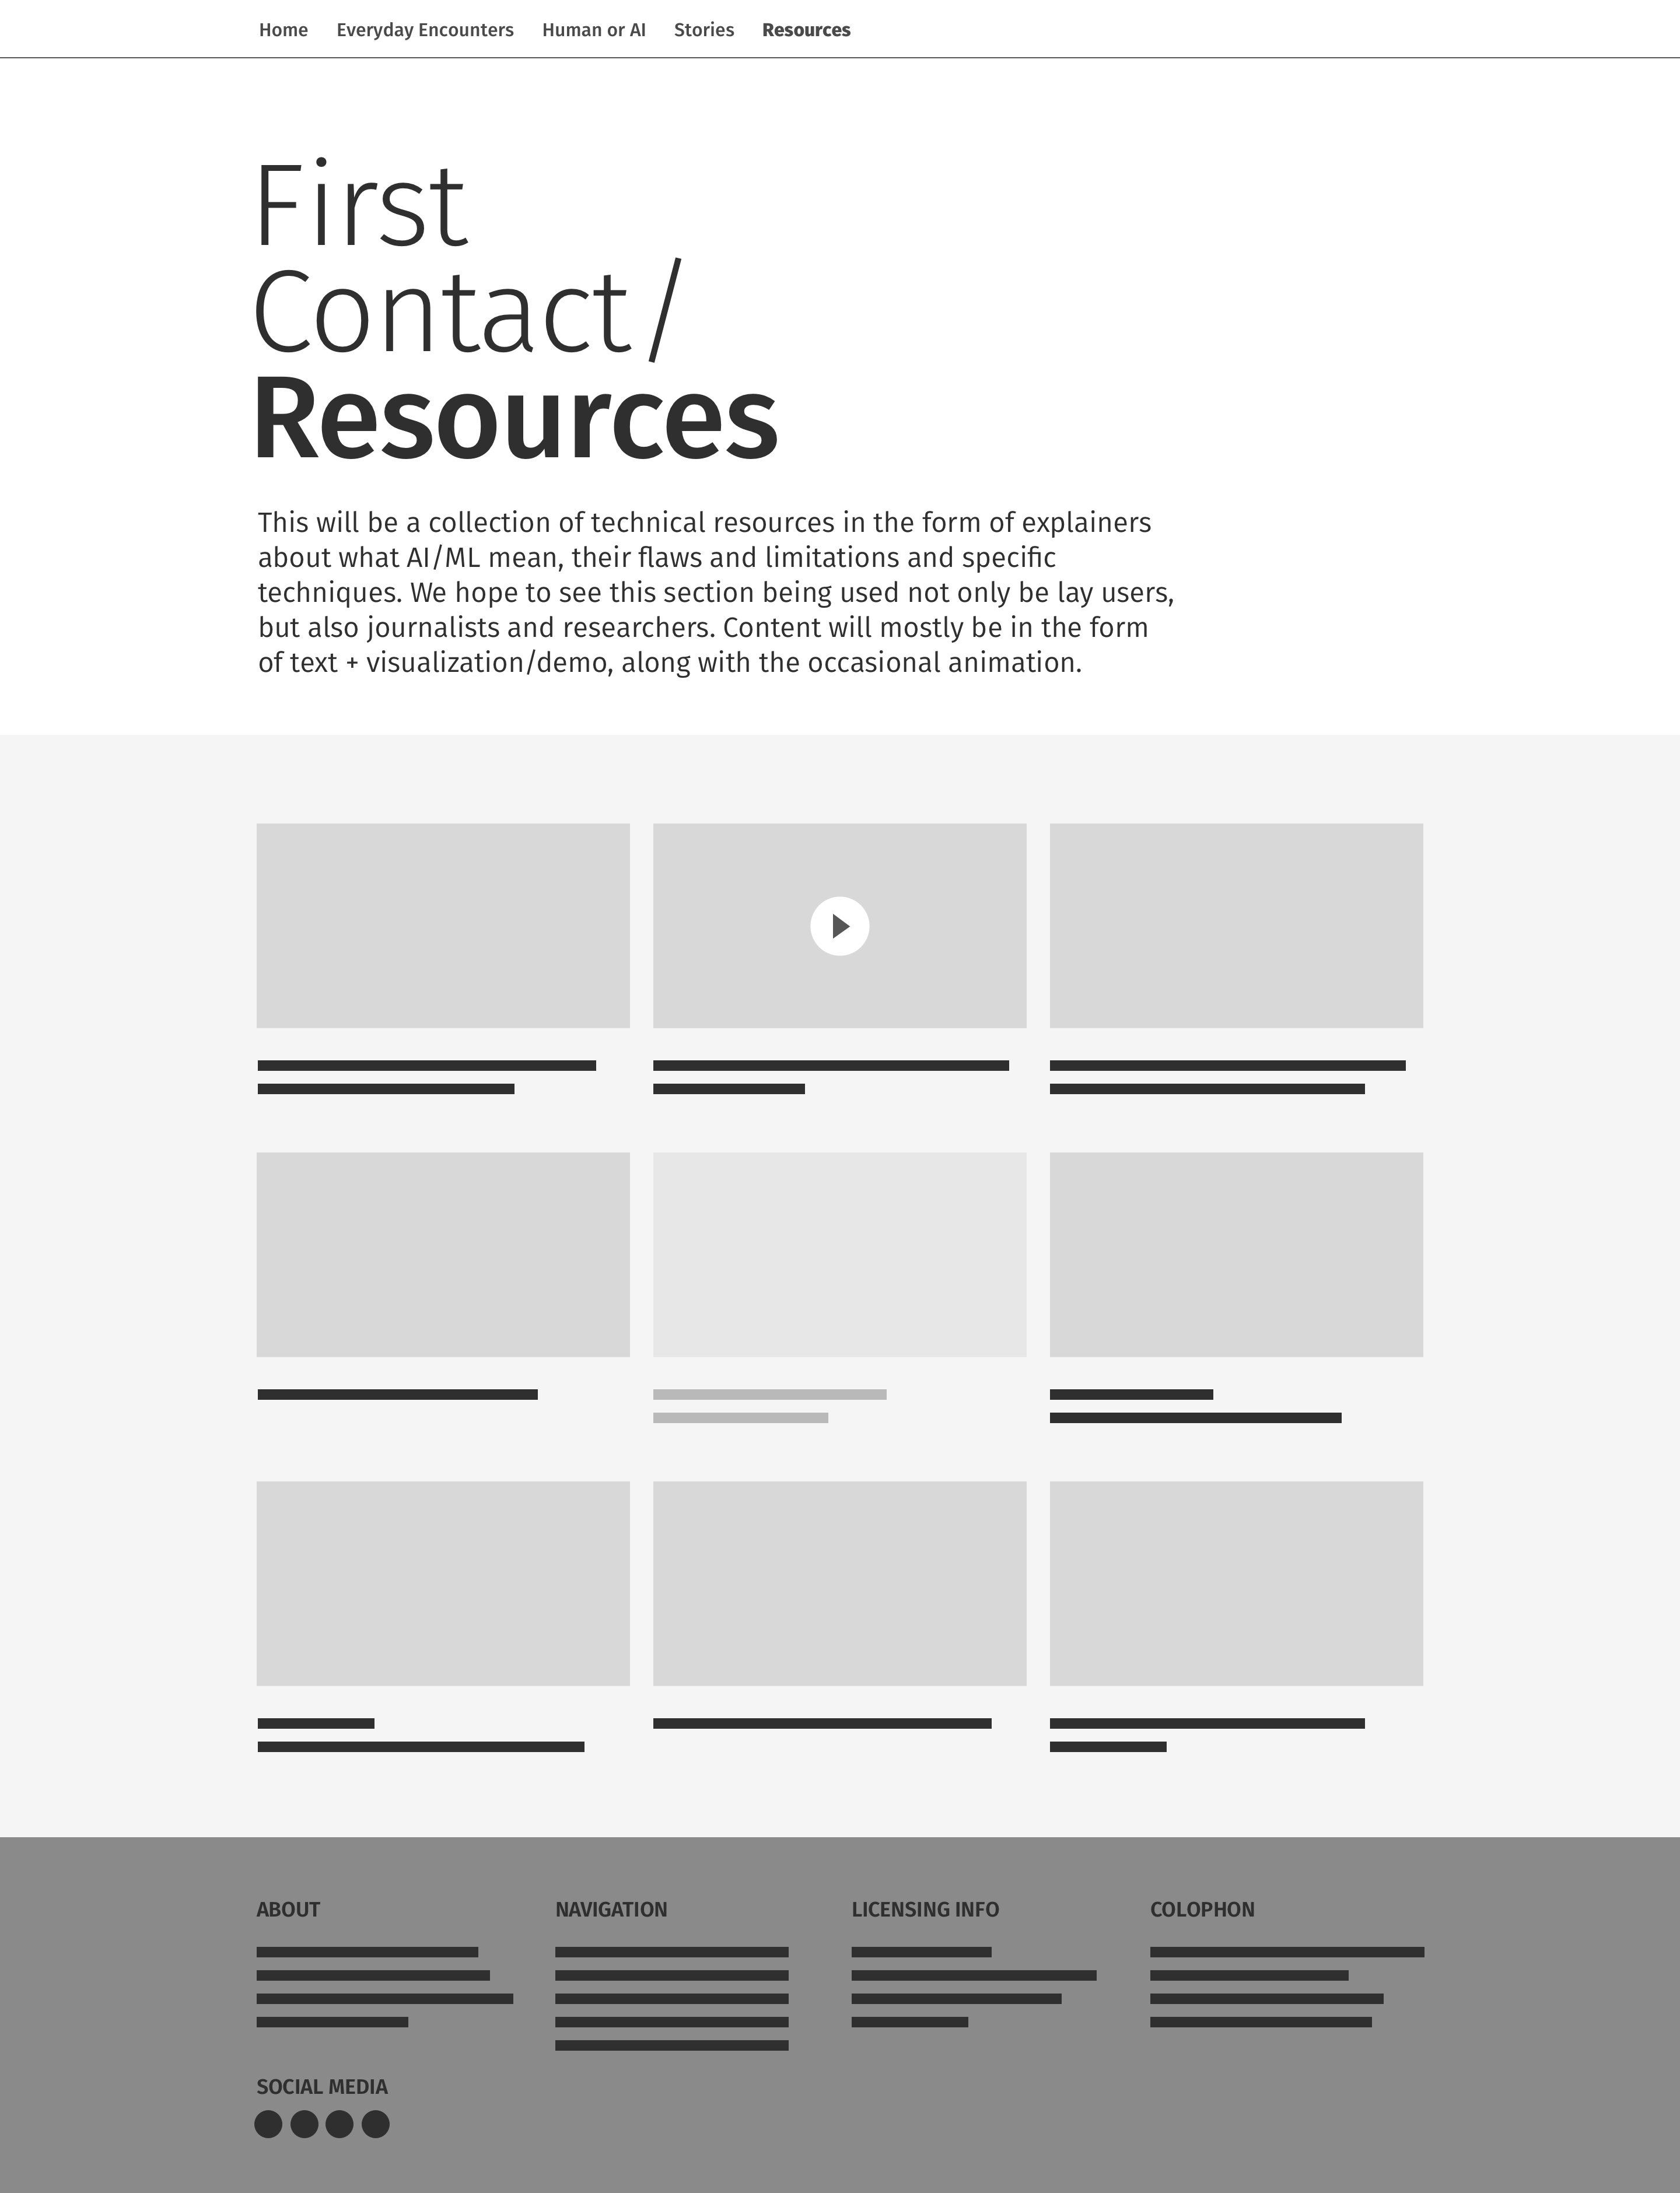 Home Everyday Encounters Human or AI Stories Resources
First
Contact/
Resources
This will be a collection of technical resources in the form of explainers
about what AI/ML mean, their flaws and limitations and specific
techniques. We hope to see this section being used not only be lay users,
but also journalists and researchers. Content will mostly be in the form
of text + visualization/demo, along with the occasional animation.
ABOUT NAVIGATION LICENSING INFO COLOPHON
SOCIAL MEDIA